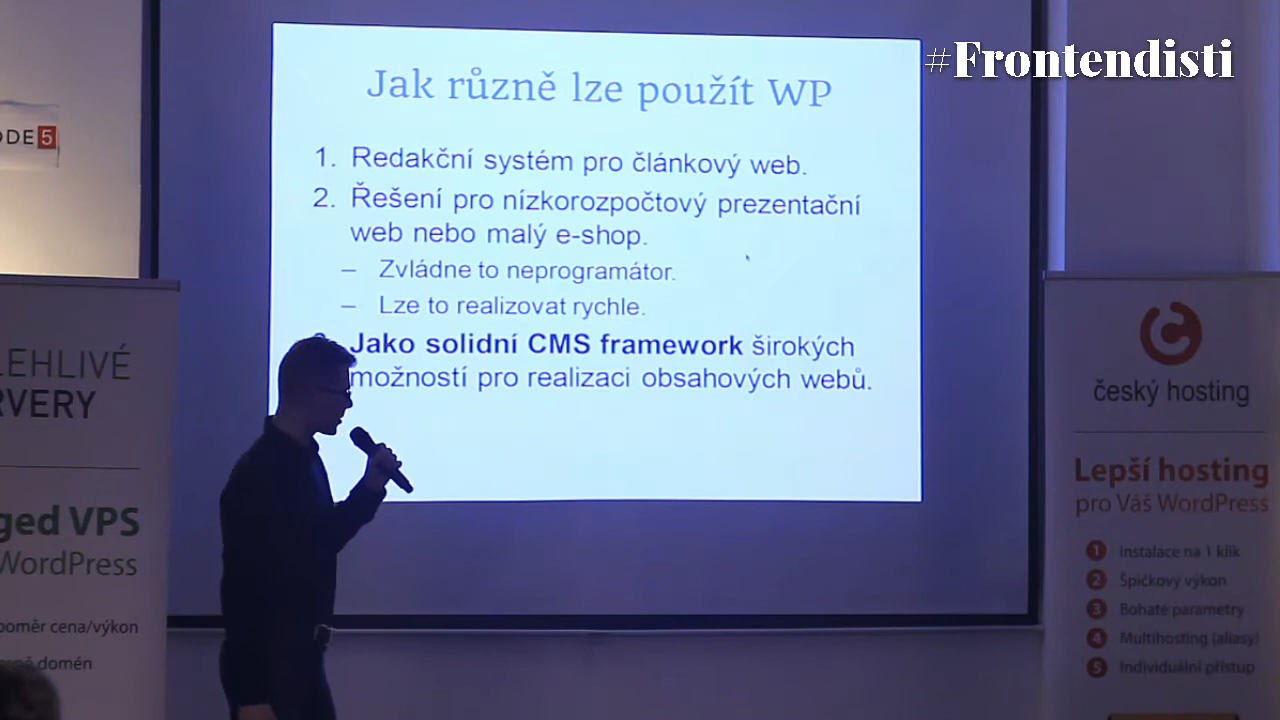 #Frontendisti
Jak různě lze použít WP
1. Redakční systém pro článkový web.
2. Řešení pro nízkorozpočtový prezentační
web nebo malý e-shop.
– Zvládne to neprogramátor.
– Lze to realizovat rychle.
Jako solidní CMS framework širokých
možností pro realizaci obsahových webů.
ODE5
LEHLIVÉ
RVERY
ged VPS
WordPress
poměr cena/výkon
domén
český hosting
Lepší hosting
pro Váš WordPress
1 Instalace na 1 klik
2 Špičkový výkon
3 Bohaté parametry
4 Multihosting (aliasy)
5 Individuální přístup